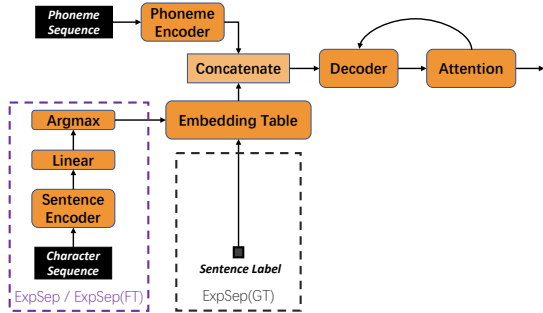 Phoneme
Sequence
Phoneme
Encoder
Concatenate
Decoder
Attention
Argmax
Embedding Table
Linear
Sentence
Encoder
Character
Sequence
Sentence Label
ExpSep / ExpSep(FT)
ExpSep(GT)